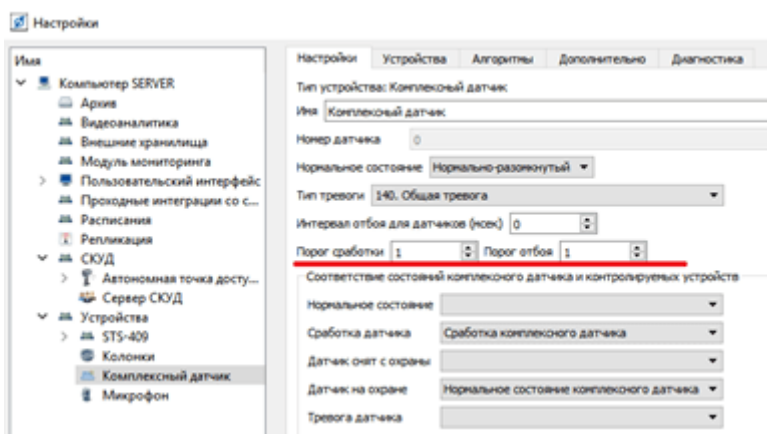 Настройки
Имя
Компьютер SERVER
Архив
Видеоаналитика
Внешние хранилища
Модуль мониторинга
Пользовательский интерфейс
Проходные интеграции со с...
Расписания
Репликация
СКУД
Автономная точка досту...
Сервер СКУД
Устройства
STS-409
Колонки
Комплексный датчик
Микрофон
Настройки Устройства Алгоритмы Дополнительно Диагностика
Тип устройства: Комплексный датчик
Имя Комплексный датчик
Номер датчика 0
Нормальное состояние Нормально-разомкнутый
Тип тревоги 140. Общая тревога
Интервал отбоя для датчиков (мсек) 0
Порог сработки 1 Порог отбоя 1
Соответствие состояний комплексного датчика и контролируемых устройств
Нормальное состояние
Сработка датчика Сработка комплексного датчика
Датчик снят с охраны
Датчик на охране Нормальное состояние комплексного датчика
Тревога датчика